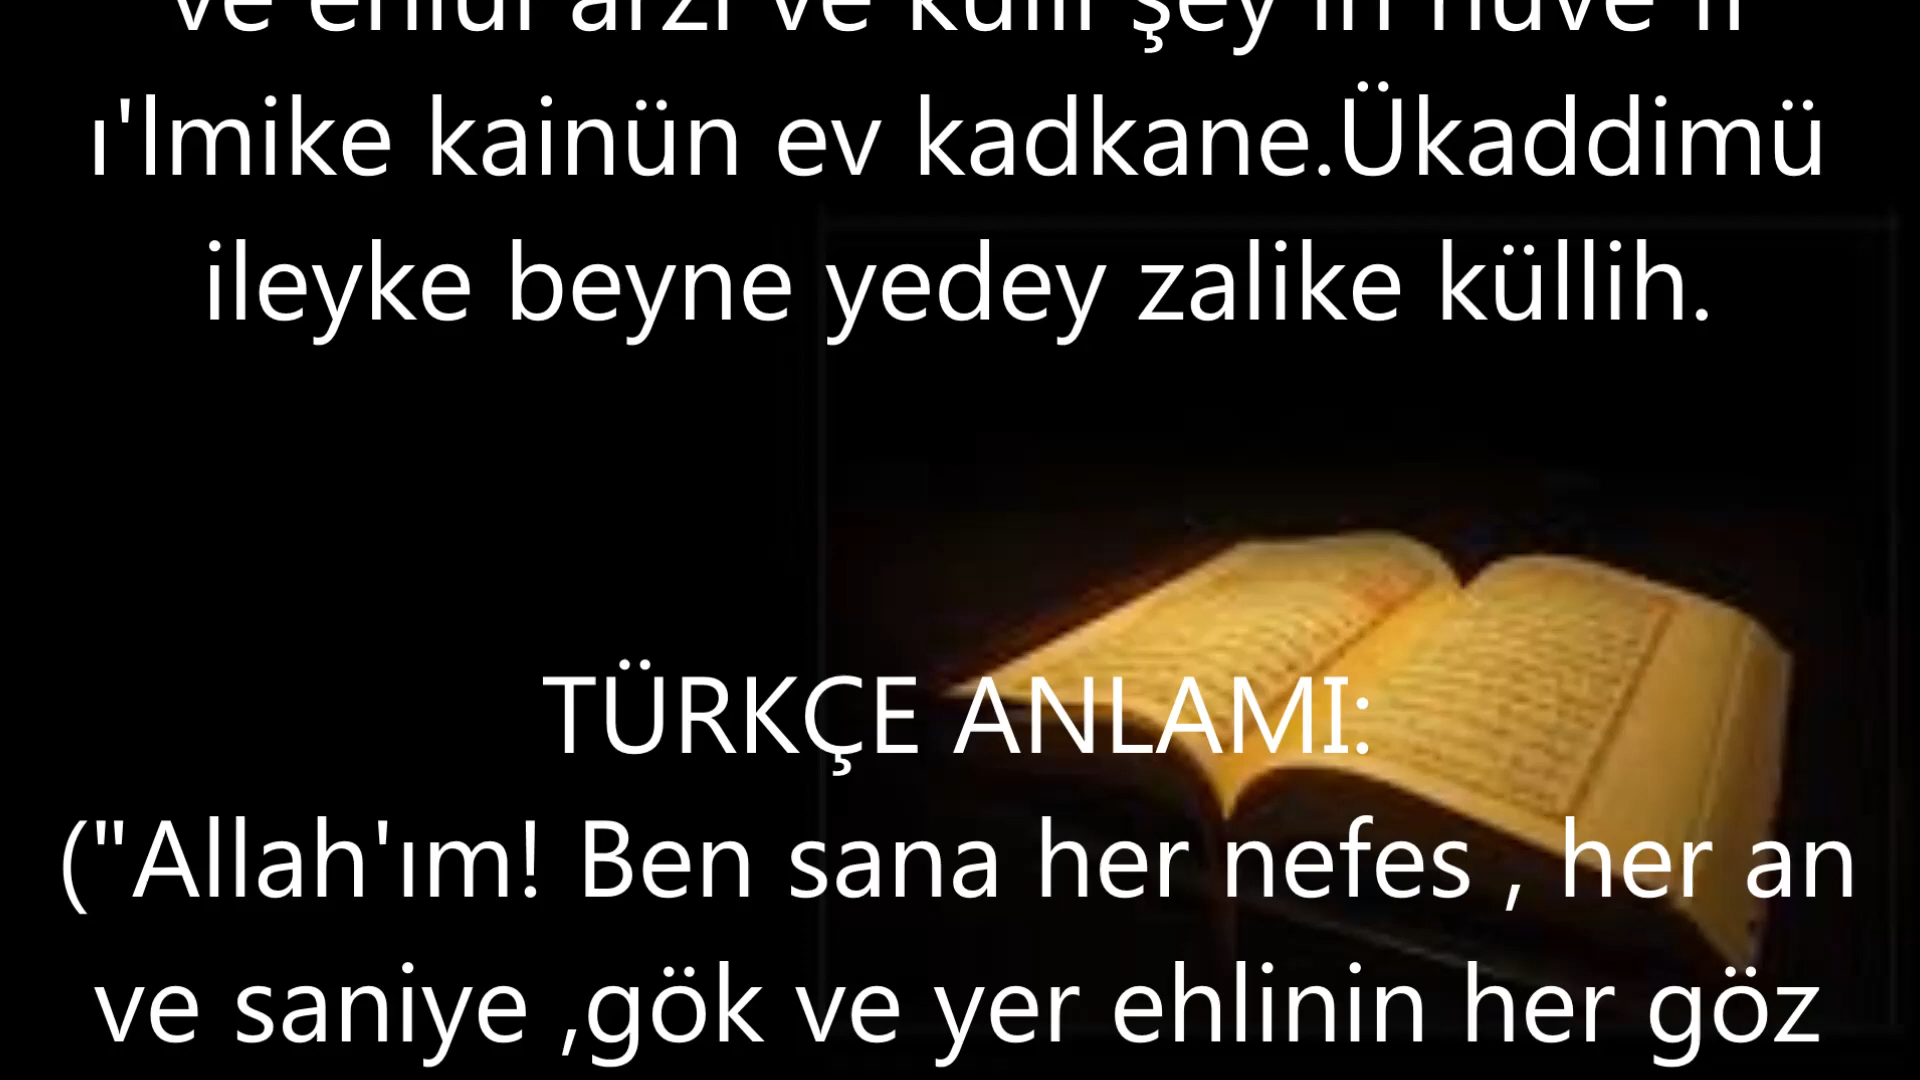 ve ehlül arzı ve külli şey'in hüve fi
ı'lmike kainün ev kadkane.Ükaddimü
ileyke beyne yedey zalike küllih.
TÜRKÇE ANLAMI:
("Allah'ım! Ben sana her nefes , her an
ve saniye ,gök ve yer ehlinin her göz